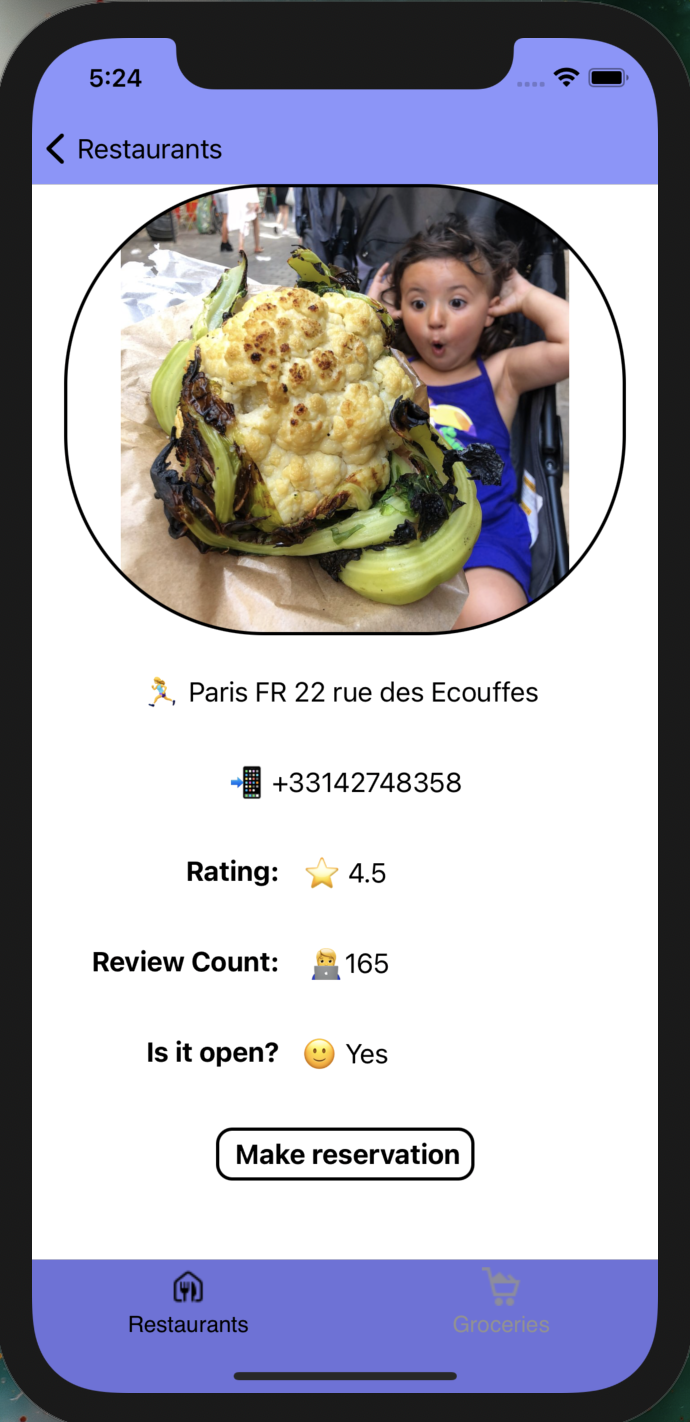 5:24
Restaurants
🏃‍♀️ Paris FR 22 rue des Ecouffes
📲 +33142748358
Rating: ⭐️ 4.5
Review Count: 🧑‍💻165
Is it open? 🙂 Yes
Make reservation
Restaurants
Groceries